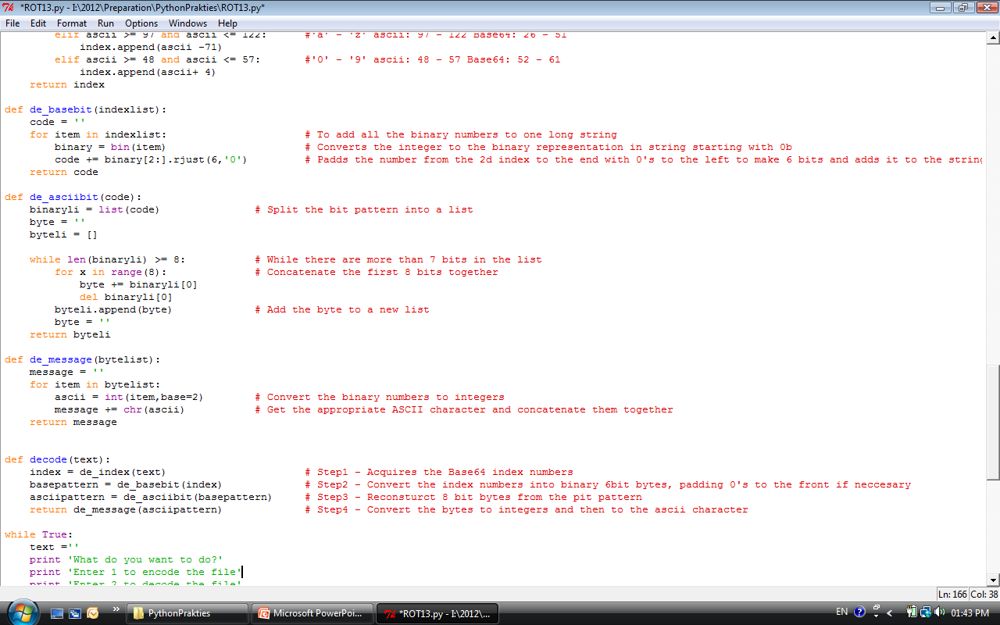 *ROT13.py - I:\2012\Preparation\PythonPrakties\ROT13.py*
File Edit Format Run Options Windows Help
elif ascii >= 97 and ascii <= 122: #'a' - 'z' ascii: 97 - 122 Base64: 26 - 51
index.append(ascii -71)
elif ascii >= 48 and ascii <= 57: #'0' - '9' ascii: 48 - 57 Base64: 52 - 61
index.append(ascii+ 4)
return index
def de_basebit(indexlist):
code = ''
for item in indexlist: # To add all the binary numbers to one long string
binary = bin(item) # Converts the integer to the binary representation in string starting with 0b
code += binary[2:].rjust(6,'0') # Padds the number from the 2d index to the end with 0's to the left to make 6 bits and adds it to the string
return code
def de_asciibit(code):
binaryli = list(code) # Split the bit pattern into a list
byte = ''
byteli = []
while len(binaryli) >= 8: # While there are more than 7 bits in the list
for x in range(8): # Concatenate the first 8 bits together
byte += binaryli[0]
del binaryli[0]
byteli.append(byte) # Add the byte to a new list
byte = ''
return byteli
def de_message(bytelist):
message = ''
for item in bytelist:
ascii = int(item,base=2) # Convert the binary numbers to integers
message += chr(ascii) # Get the appropriate ASCII character and concatenate them together
return message
def decode(text):
index = de_index(text) # Step1 - Acquires the Base64 index numbers
basepattern = de_basebit(index) # Step2 - Convert the index numbers into binary 6bit bytes, padding 0's to the front if neccesary
asciipattern = de_asciibit(basepattern) # Step3 - Reconsturct 8 bit bytes from the pit pattern
return de_message(asciipattern) # Step4 - Convert the bytes to integers and then to the ascii character
while True:
text =''
print 'What do you want to do?'
print 'Enter 1 to encode the file'
print 'Enter 2 to decode the file'
Ln: 166 Col: 38
PythonPrakties Microsoft PowerPoi... *ROT13.py - I:\2012\... EN 01:43 PM